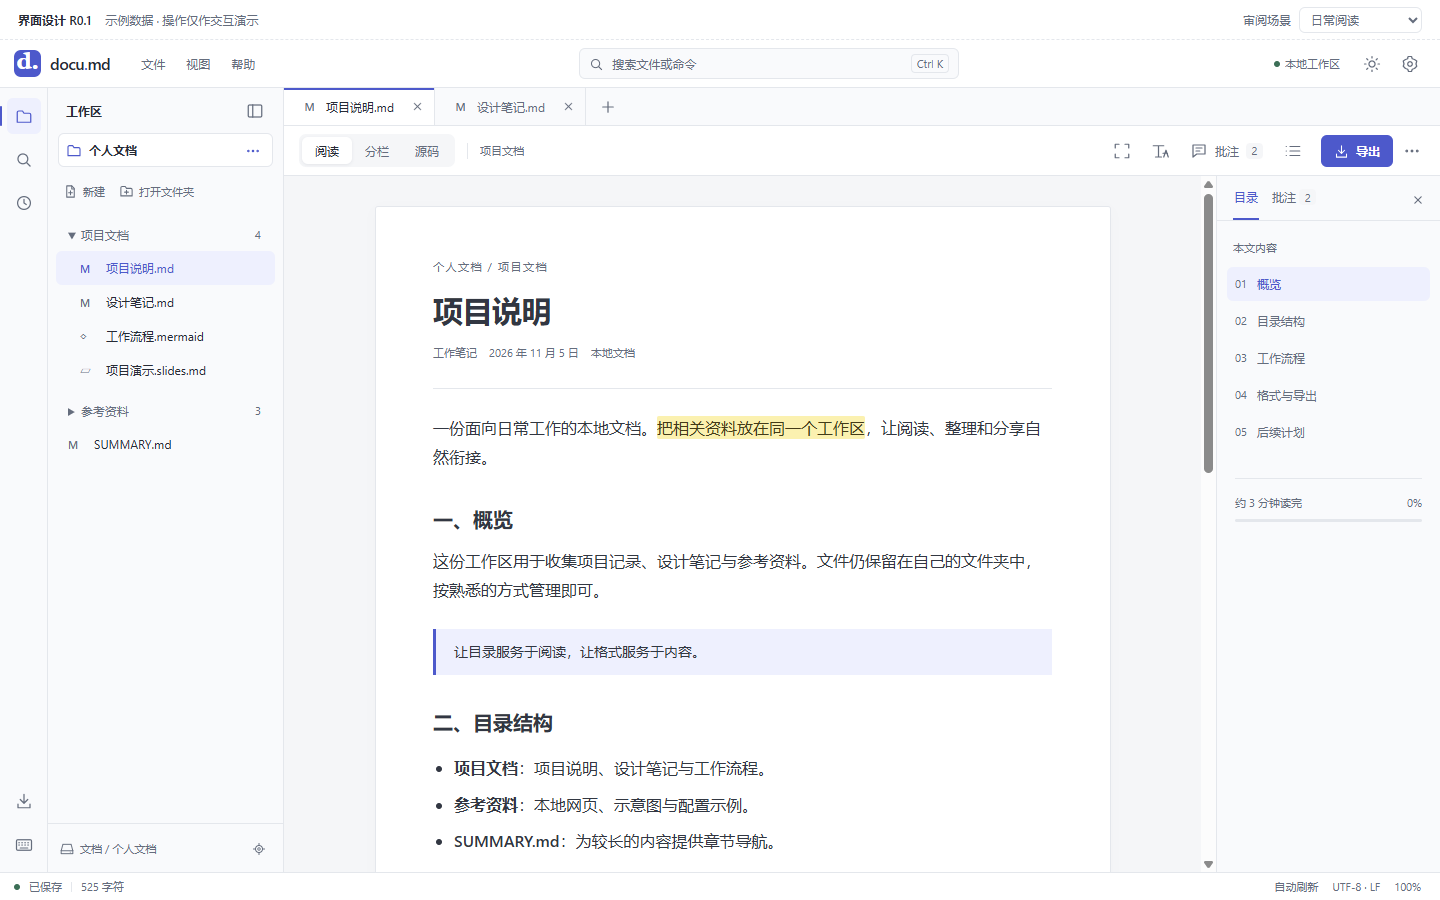 界面设计 R0.1 示例数据 · 操作仅作交互演示 审阅场景 日常阅读
d. docu.md 文件 视图 帮助 搜索文件或命令 Ctrl K 本地工作区
工作区
个人文档
新建 打开文件夹
项目文档 4
M 项目说明.md
M 设计笔记.md
工作流程.mermaid
项目演示.slides.md
参考资料 3
M SUMMARY.md
文档 / 个人文档
M 项目说明.md M 设计笔记.md
阅读 分栏 源码 项目文档 批注 2 导出
个人文档 / 项目文档
项目说明
工作笔记 2026 年 11 月 5 日 本地文档
一份面向日常工作的本地文档。把相关资料放在同一个工作区，让阅读、整理和分享自
然衔接。
一、概览
这份工作区用于收集项目记录、设计笔记与参考资料。文件仍保留在自己的文件夹中，
按熟悉的方式管理即可。
让目录服务于阅读，让格式服务于内容。
二、目录结构
项目文档：项目说明、设计笔记与工作流程。
参考资料：本地网页、示意图与配置示例。
SUMMARY.md：为较长的内容提供章节导航。
目录 批注 2
本文内容
01 概览
02 目录结构
03 工作流程
04 格式与导出
05 后续计划
约 3 分钟读完 0%
已保存 525 字符 自动刷新 UTF-8 · LF 100%